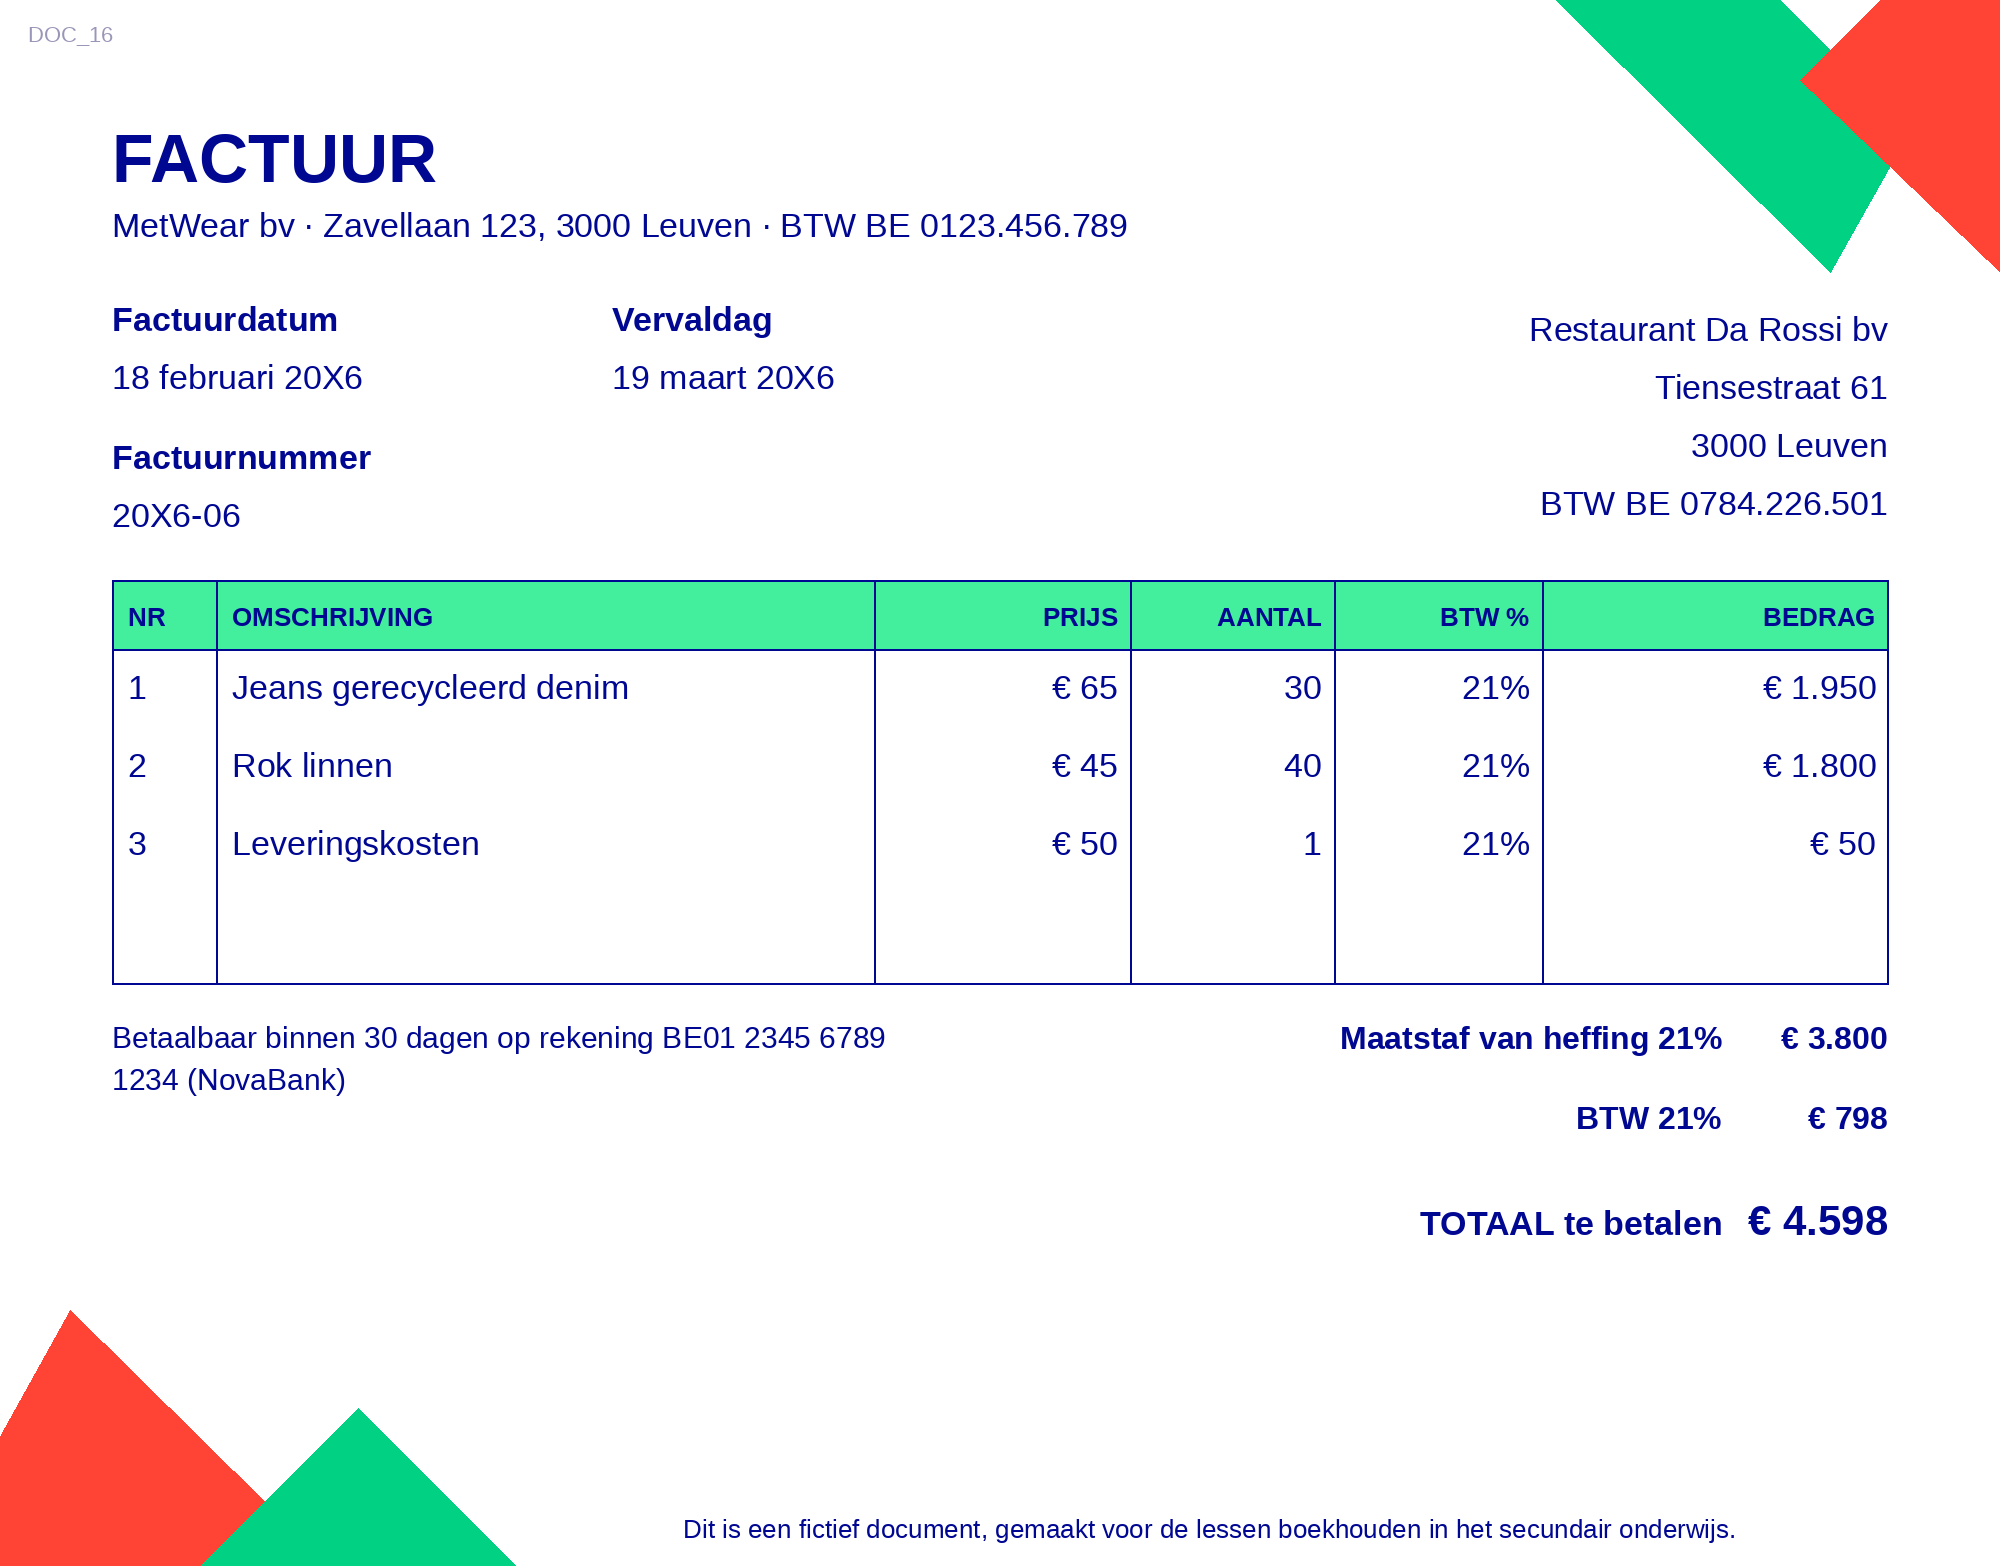 DOC_16
FACTUUR
MetWear bv · Zavellaan 123, 3000 Leuven · BTW BE 0123.456.789
Factuurdatum
18 februari 20X6
Vervaldag
19 maart 20X6
Factuurnummer
20X6-06
Restaurant Da Rossi bv
Tiensestraat 61
3000 Leuven
BTW BE 0784.226.501
NR OMSCHRIJVING PRIJS AANTAL BTW % BEDRAG
1 Jeans gerecycleerd denim € 65 30 21% € 1.950
2 Rok linnen € 45 40 21% € 1.800
3 Leveringskosten € 50 1 21% € 50
Betaalbaar binnen 30 dagen op rekening BE01 2345 6789
1234 (NovaBank)
Maatstaf van heffing 21% € 3.800
BTW 21% € 798
TOTAAL te betalen € 4.598
Dit is een fictief document, gemaakt voor de lessen boekhouden in het secundair onderwijs.